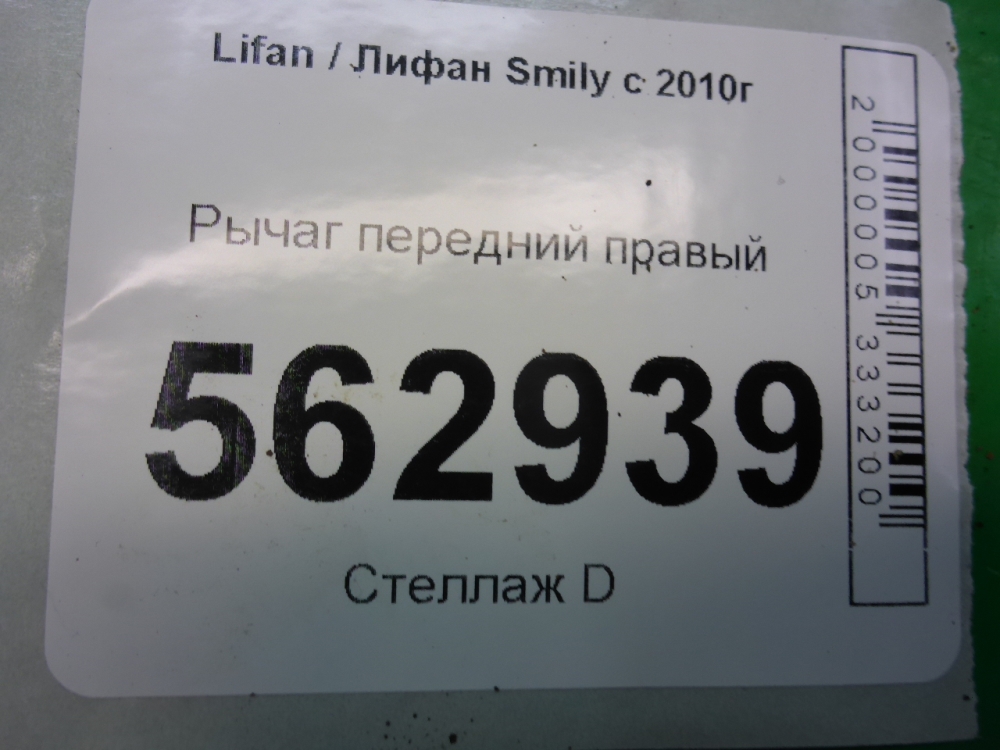 Lifan / Лифан Smily с 2010г
Рычаг передний правый
562939
Стеллаж D
2000005333200